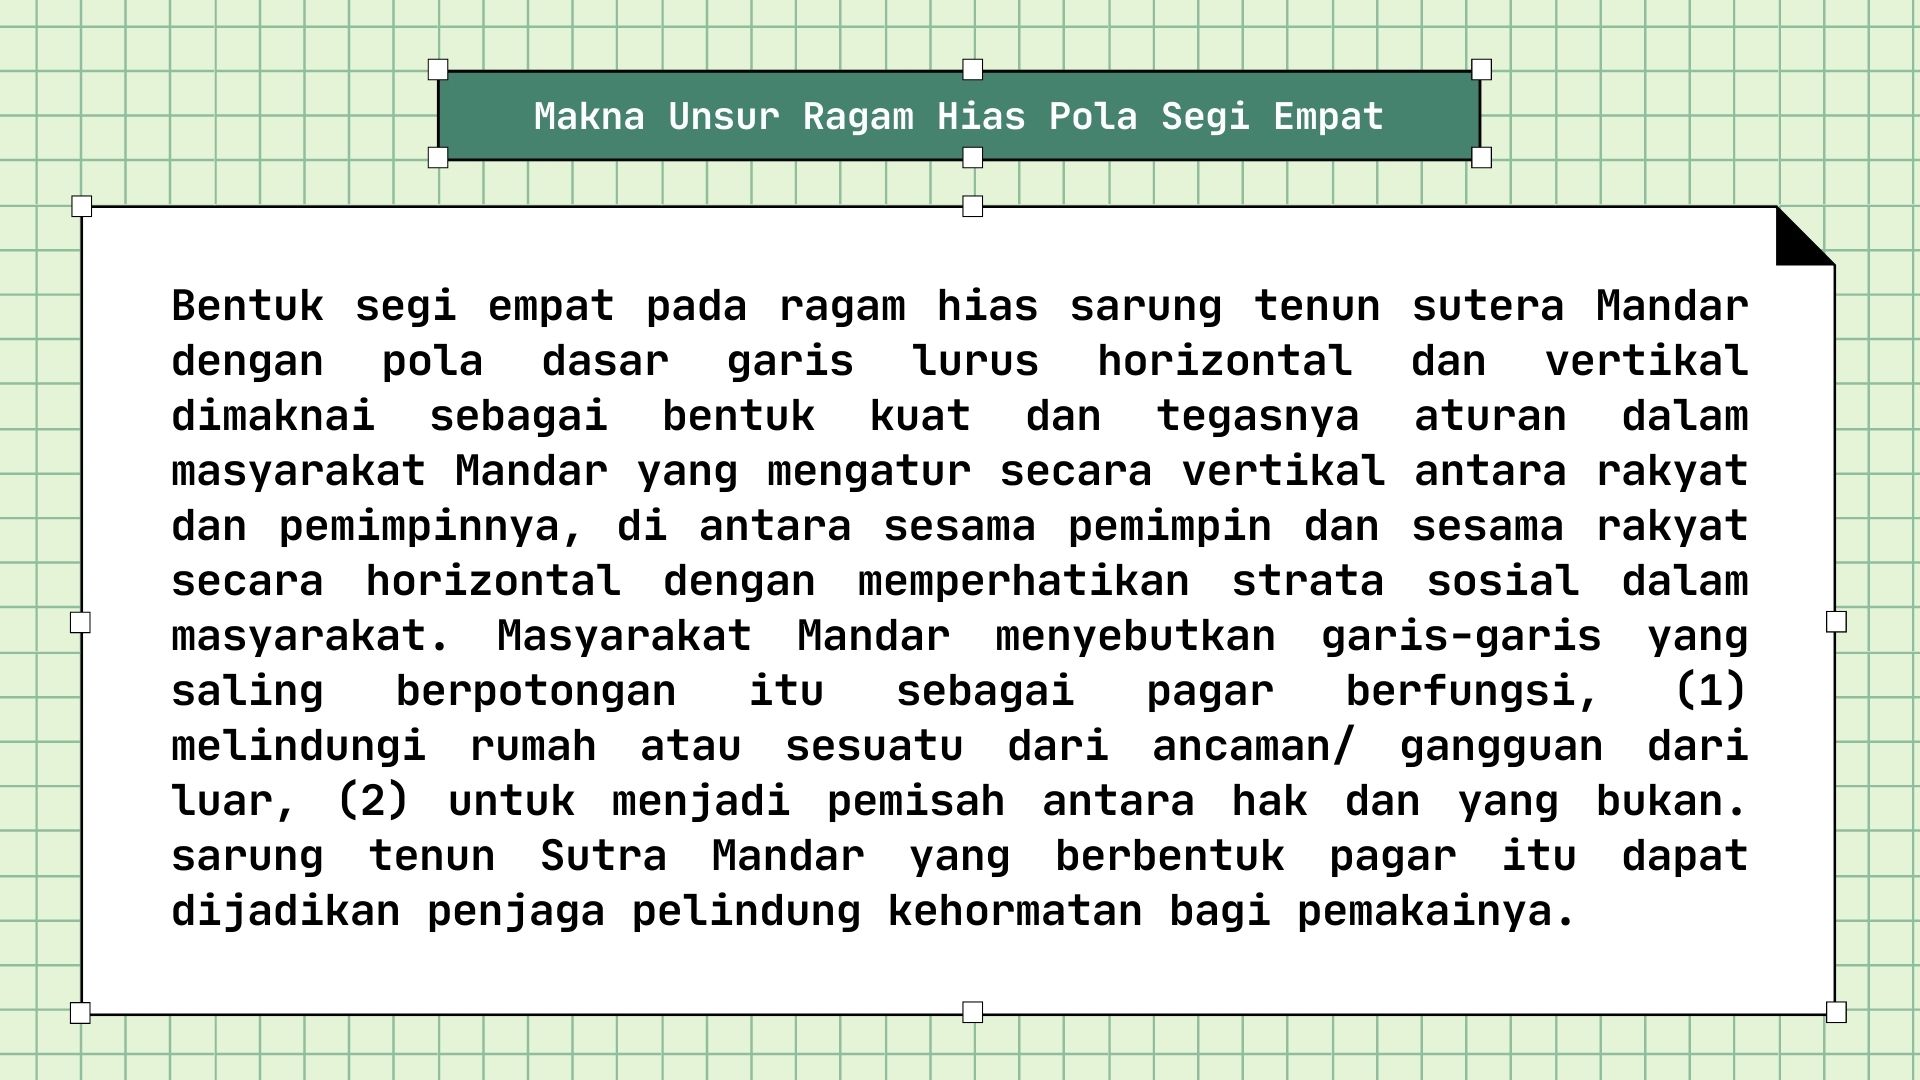 Makna Unsur Ragam Hias Pola Segi Empat
Bentuk segi empat pada ragam hias sarung tenun sutera Mandar
dengan pola dasar garis lurus horizontal dan vertikal
dimaknai sebagai bentuk kuat dan tegasnya aturan dalam
masyarakat Mandar yang mengatur secara vertikal antara rakyat
dan pemimpinnya, di antara sesama pemimpin dan sesama rakyat
secara horizontal dengan memperhatikan strata sosial dalam
masyarakat. Masyarakat Mandar menyebutkan garis-garis yang
saling berpotongan itu sebagai pagar berfungsi, (1)
melindungi rumah atau sesuatu dari ancaman/ gangguan dari
luar, (2) untuk menjadi pemisah antara hak dan yang bukan.
sarung tenun Sutra Mandar yang berbentuk pagar itu dapat
dijadikan penjaga pelindung kehormatan bagi pemakainya.